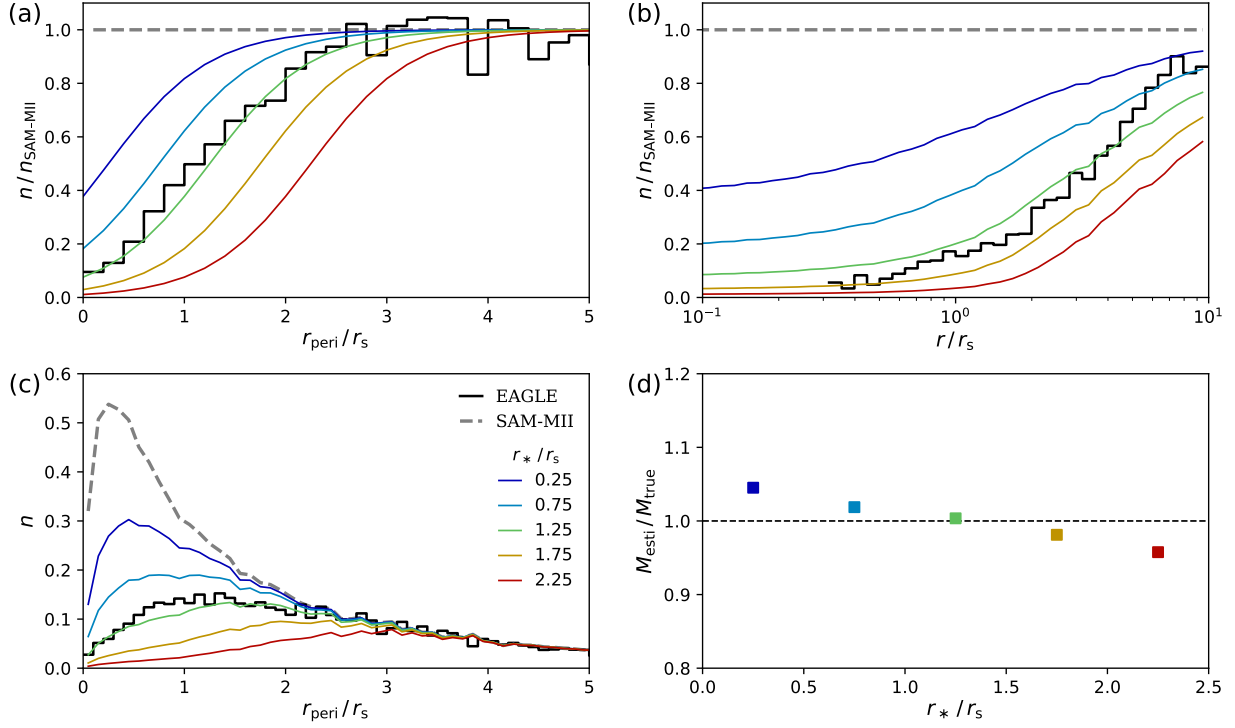 (a)
n / n_SAM-MII
1.0
0.8
0.6
0.4
0.2
0.0
0 1 2 3 4 5
r_peri / r_s
(b)
n / n_SAM-MII
1.0
0.8
0.6
0.4
0.2
0.0
10^−1 10^0 10^1
r / r_s
(c)
n
0.6
0.5
0.4
0.3
0.2
0.1
0.0
0 1 2 3 4 5
r_peri / r_s
EAGLE
SAM-MII
r_∗ / r_s
0.25
0.75
1.25
1.75
2.25
(d)
M_esti / M_true
1.2
1.1
1.0
0.9
0.8
0.0 0.5 1.0 1.5 2.0 2.5
r_∗ / r_s